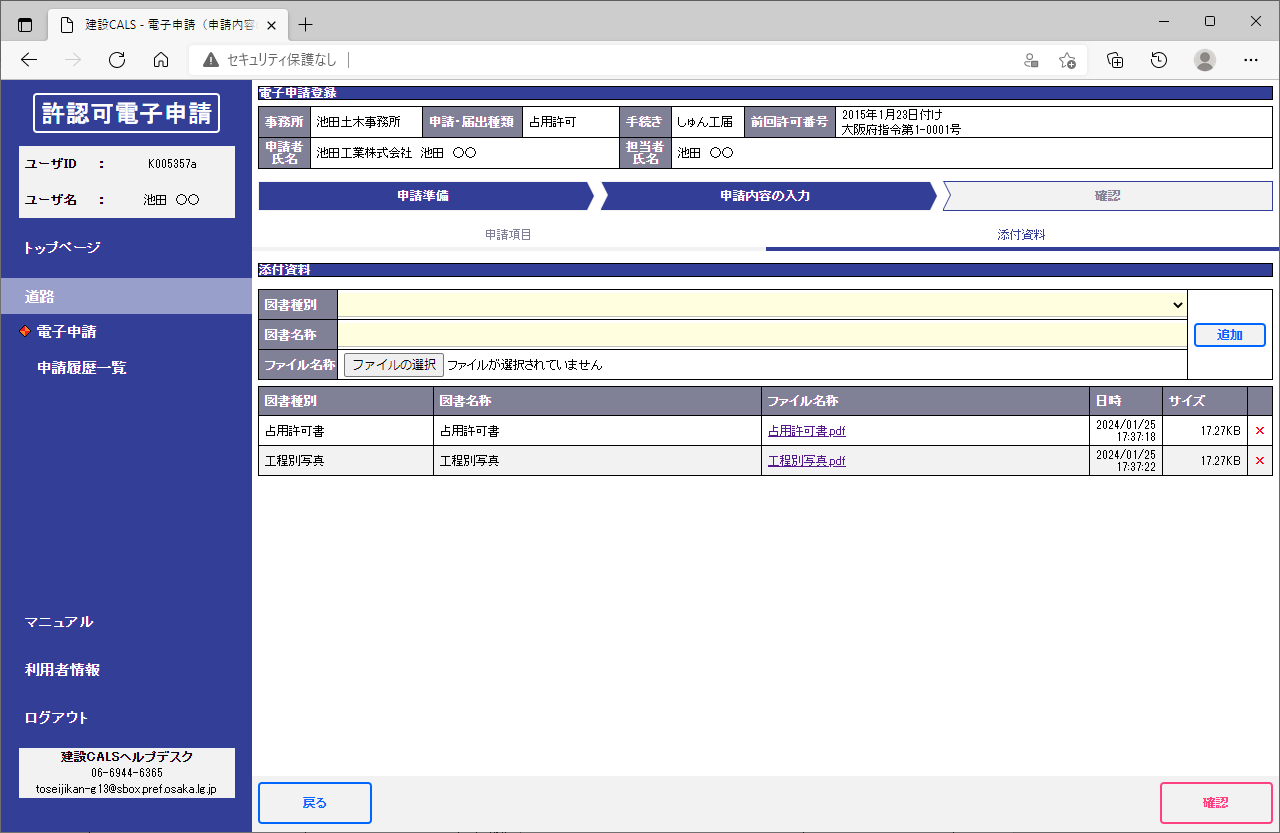 建設CALS - 電子申請（申請内容
セキュリティ保護なし
許認可電子申請
ユーザID ： K005357a
ユーザ名 ： 池田 〇〇
トップページ
道路
電子申請
申請履歴一覧
マニュアル
利用者情報
ログアウト
建設CALSヘルプデスク
06-6944-6365
toseijikan-g13@sbox.pref.osaka.lg.jp
電子申請登録
事務所 池田土木事務所 申請・届出種類 占用許可 手続き しゅん工届 前回許可番号 2015年1月23日付け
大阪府指令第1-0001号
申請者
氏名 池田工業株式会社 池田 〇〇 担当者
氏名 池田 〇〇
申請準備 申請内容の入力 確認
申請項目 添付資料
添付資料
図書種別
図書名称
追加
ファイル名称 ファイルの選択 ファイルが選択されていません
図書種別 図書名称 ファイル名称 日時 サイズ
占用許可書 占用許可書 占用許可書.pdf 2024/01/25
17:37:18 17.27KB ×
工程別写真 工程別写真 工程別写真.pdf 2024/01/25
17:37:22 17.27KB ×
戻る 確認